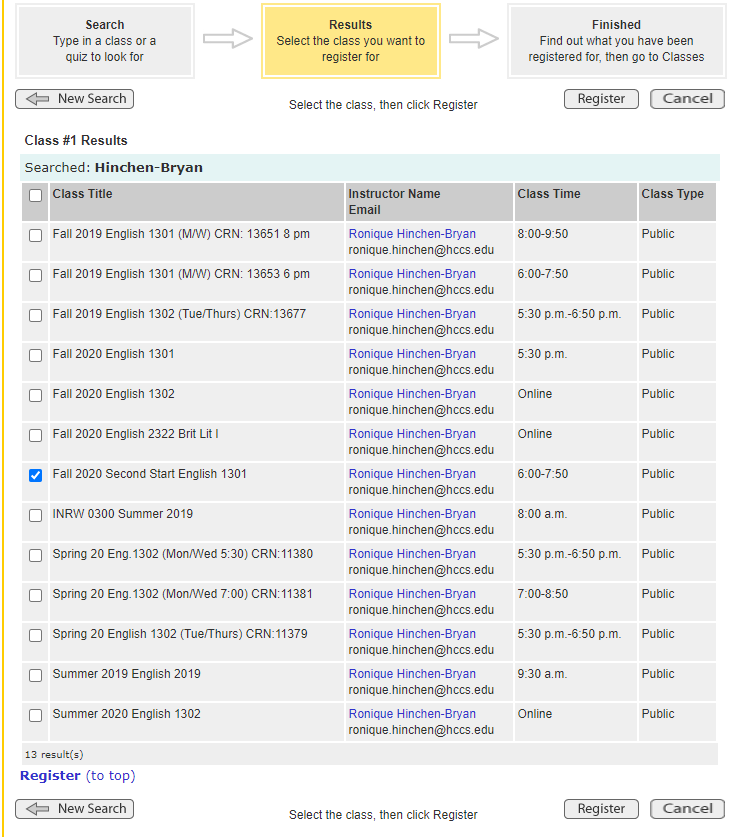 Search
Type in a class or a
quiz to look for
Results
Select the class you want to
register for
Finished
Find out what you have been
registered for, then go to Classes
New Search
Select the class, then click Register
Register
Cancel
Class #1 Results
Searched: Hinchen-Bryan
Class Title
Instructor Name
Email
Class Time
Class Type
Fall 2019 English 1301 (M/W) CRN: 13651 8 pm
Ronique Hinchen-Bryan
ronique.hinchen@hccs.edu
8:00-9:50
Public
Fall 2019 English 1301 (M/W) CRN: 13653 6 pm
Ronique Hinchen-Bryan
ronique.hinchen@hccs.edu
6:00-7:50
Public
Fall 2019 English 1302 (Tue/Thurs) CRN:13677
Ronique Hinchen-Bryan
ronique.hinchen@hccs.edu
5:30 p.m.-6:50 p.m.
Public
Fall 2020 English 1301
Ronique Hinchen-Bryan
ronique.hinchen@hccs.edu
5:30 p.m.
Public
Fall 2020 English 1302
Ronique Hinchen-Bryan
ronique.hinchen@hccs.edu
Online
Public
Fall 2020 English 2322 Brit Lit I
Ronique Hinchen-Bryan
ronique.hinchen@hccs.edu
Online
Public
Fall 2020 Second Start English 1301
Ronique Hinchen-Bryan
ronique.hinchen@hccs.edu
6:00-7:50
Public
INRW 0300 Summer 2019
Ronique Hinchen-Bryan
ronique.hinchen@hccs.edu
8:00 a.m.
Public
Spring 20 Eng.1302 (Mon/Wed 5:30) CRN:11380
Ronique Hinchen-Bryan
ronique.hinchen@hccs.edu
5:30 p.m.-6:50 p.m.
Public
Spring 20 Eng.1302 (Mon/Wed 7:00) CRN:11381
Ronique Hinchen-Bryan
ronique.hinchen@hccs.edu
7:00-8:50
Public
Spring 20 English 1302 (Tue/Thurs) CRN:11379
Ronique Hinchen-Bryan
ronique.hinchen@hccs.edu
5:30 p.m.-6:50 p.m.
Public
Summer 2019 English 2019
Ronique Hinchen-Bryan
ronique.hinchen@hccs.edu
9:30 a.m.
Public
Summer 2020 English 1302
Ronique Hinchen-Bryan
ronique.hinchen@hccs.edu
Online
Public
13 result(s)
Register (to top)
New Search
Select the class, then click Register
Register
Cancel